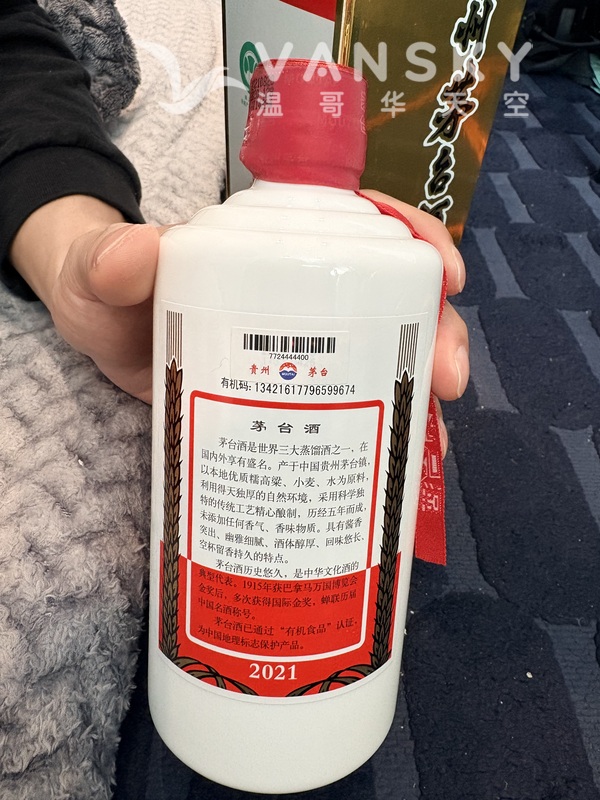 VANSKY
温哥华天空
州茅台酒
7724444400
贵州 茅台
有机码: 13421617796599674
茅台酒
茅台酒是世界三大蒸馏酒之一，在
国内外享有盛名。产于中国贵州茅台镇，
以本地优质糯高粱、小麦、水为原料，
利用得天独厚的自然环境，采用科学独
特的传统工艺精心酿制，历经五年而成，
未添加任何香气、香味物质。具有酱香
突出、幽雅细腻、酒体醇厚、回味悠长、
空杯留香持久的特点。
茅台酒历史悠久，是中华文化酒的
典型代表。1915年获巴拿马万国博览会
金奖后，多次获得国际金奖，蝉联历届
中国名酒称号。
茅台酒已通过“有机食品”认证，
为中国地理标志保护产品。
2021